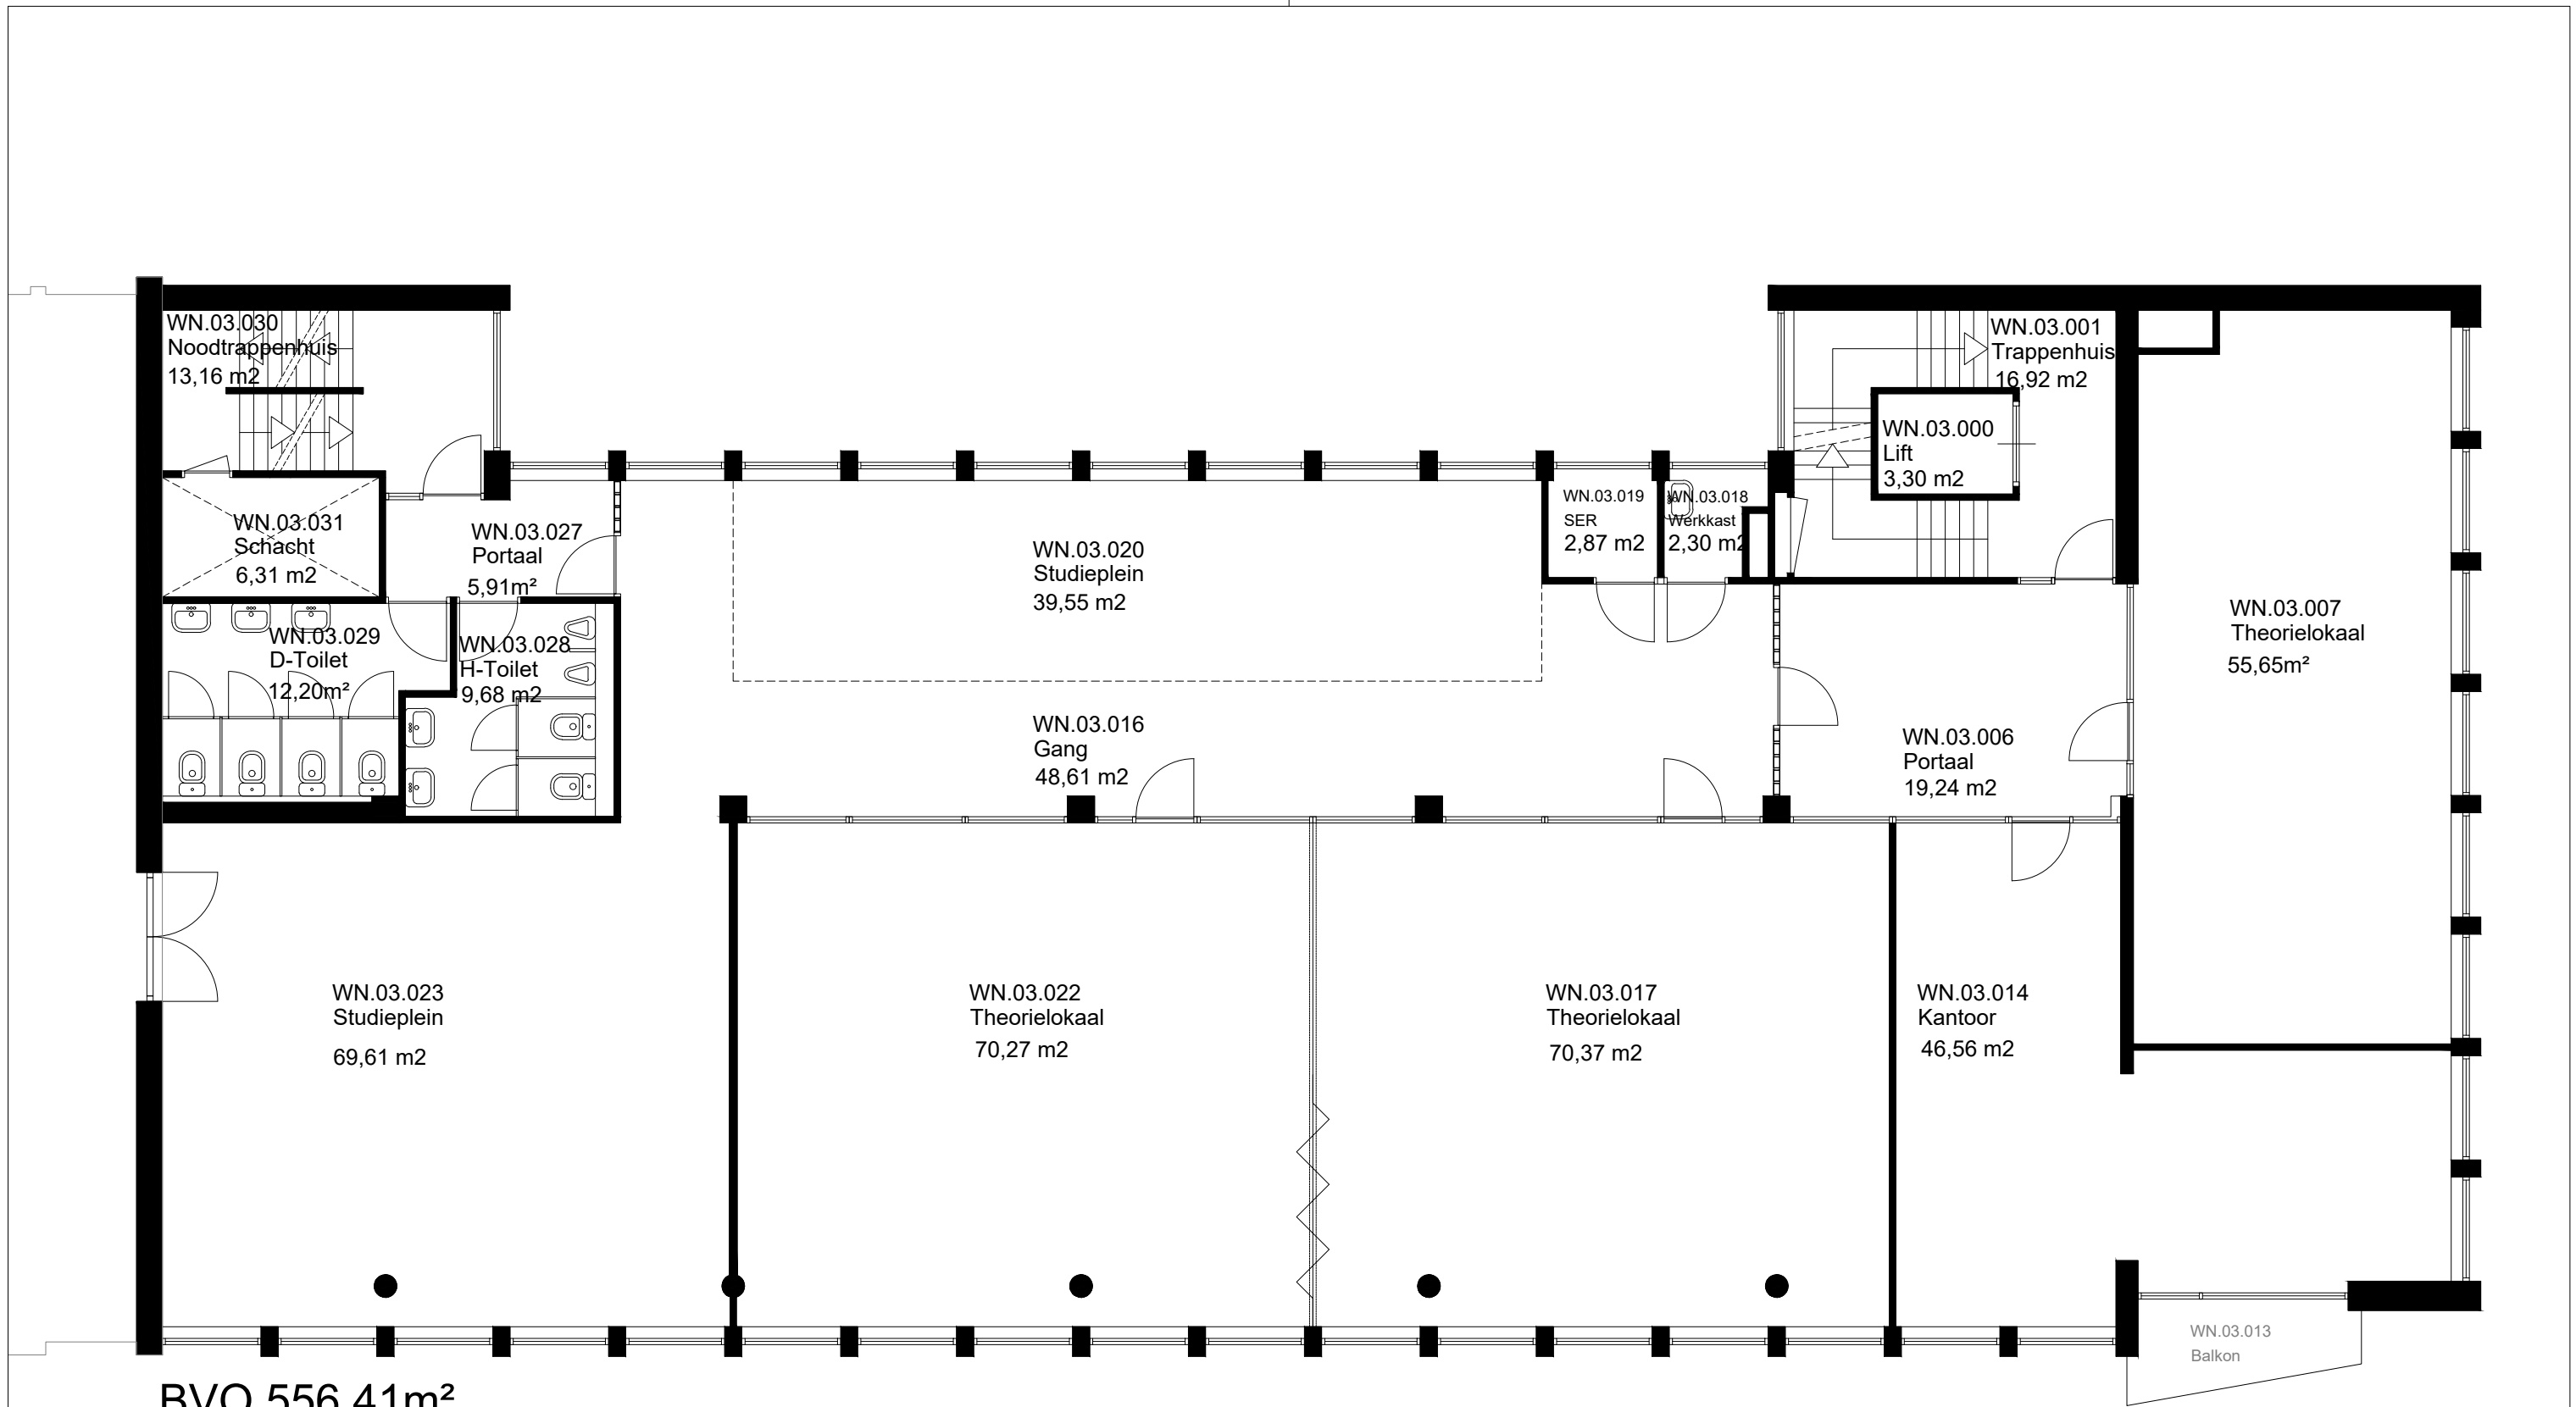 WN.03.030
Noodtrappenhuis
13,16 m2
WN.03.001
Trappenhuis
16,92 m2
WN.03.000
Lift
3,30 m2
WN.03.031
Schacht
6,31 m2
WN.03.027
Portaal
5,91m²
WN.03.020
Studieplein
39,55 m2
WN.03.019
SER
2,87 m2
WN.03.018
Werkkast
2,30 m2
WN.03.007
Theorielokaal
55,65m²
WN.03.029
D-Toilet
12,20m²
WN.03.028
H-Toilet
9,68 m2
WN.03.016
Gang
48,61 m2
WN.03.006
Portaal
19,24 m2
WN.03.023
Studieplein
69,61 m2
WN.03.022
Theorielokaal
70,27 m2
WN.03.017
Theorielokaal
70,37 m2
WN.03.014
Kantoor
46,56 m2
WN.03.013
Balkon
BVO 556,41m²